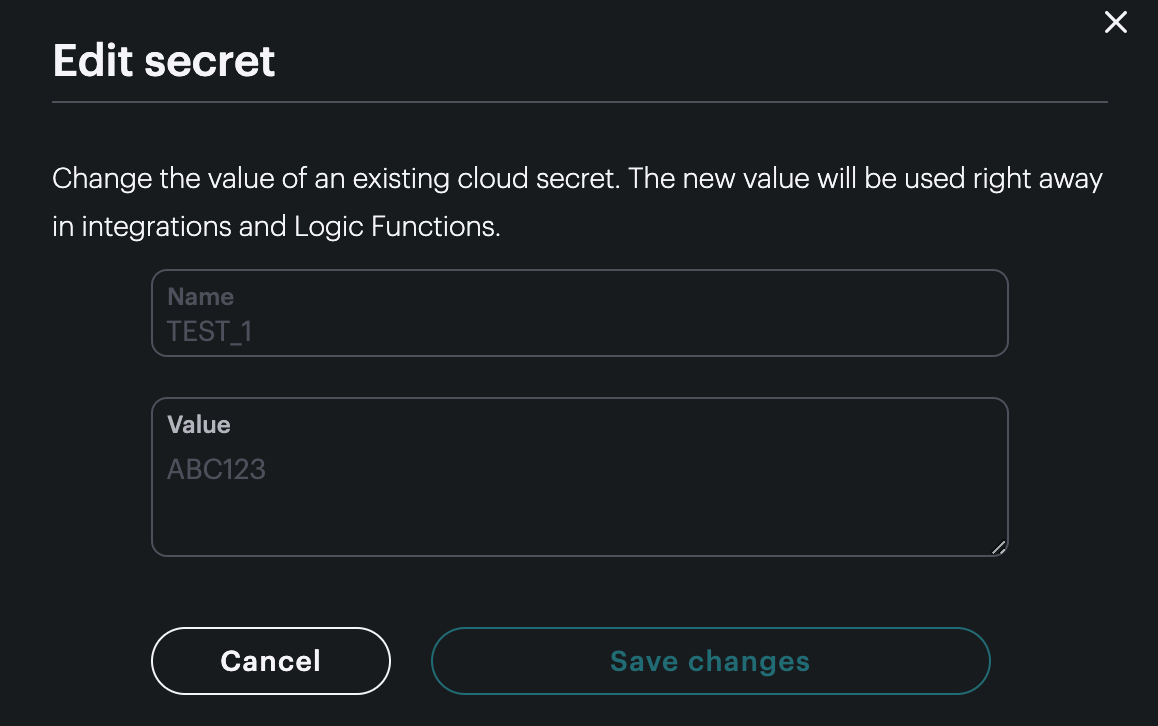 Edit secret
Change the value of an existing cloud secret. The new value will be used right away
in integrations and Logic Functions.
Name
TEST_1
Value
ABC123
Cancel
Save changes